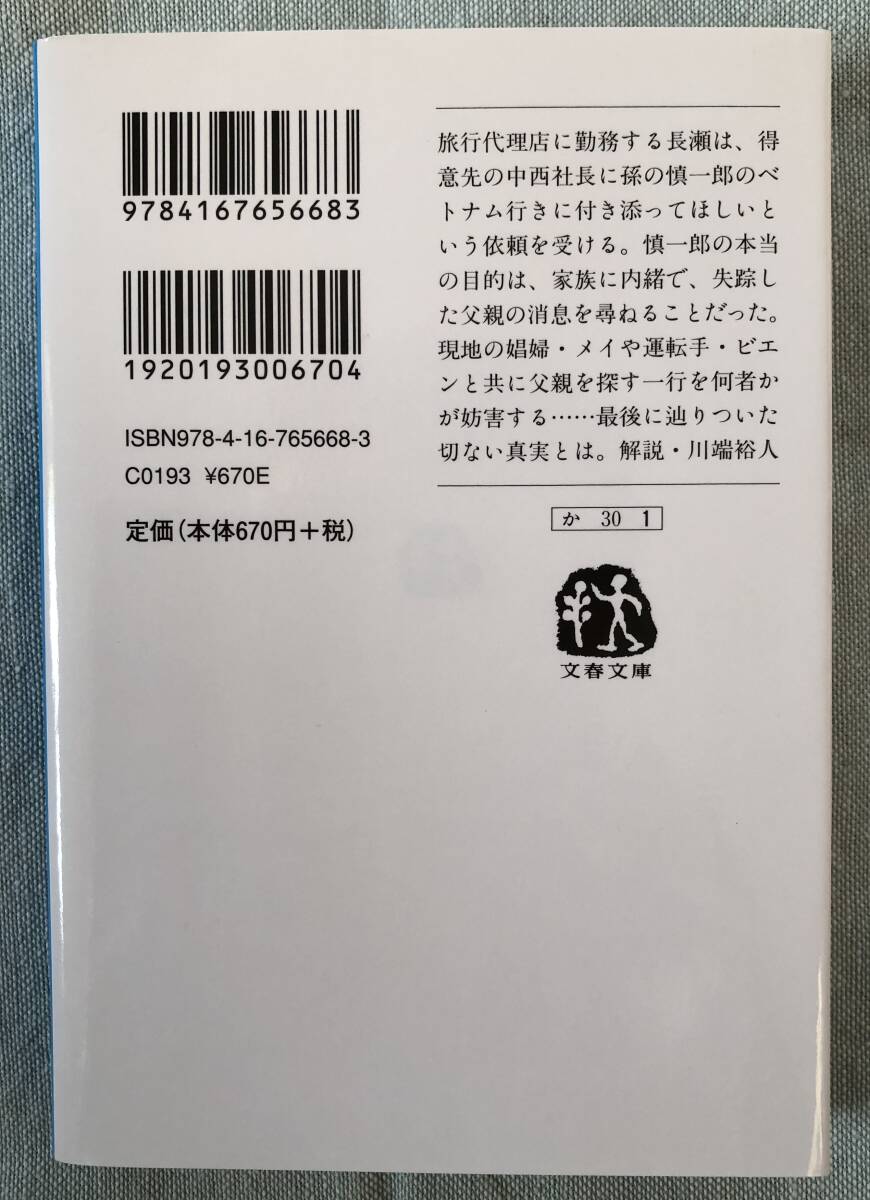 9784167656683
1920193006704
ISBN978-4-16-765668-3
C0193 ¥670E
定価（本体670円＋税）
旅行代理店に勤務する長瀬は、得
意先の中西社長に孫の慎一郎のベ
トナム行きに付き添ってほしいと
いう依頼を受ける。慎一郎の本当
の目的は、家族に内緒で、失踪し
た父親の消息を尋ねることだった。
現地の娼婦・メイや運転手・ビエ
ンと共に父親を探す一行を何者か
が妨害する……最後に辿りついた
切ない真実とは。解説・川端裕人
か 30 1
文春文庫